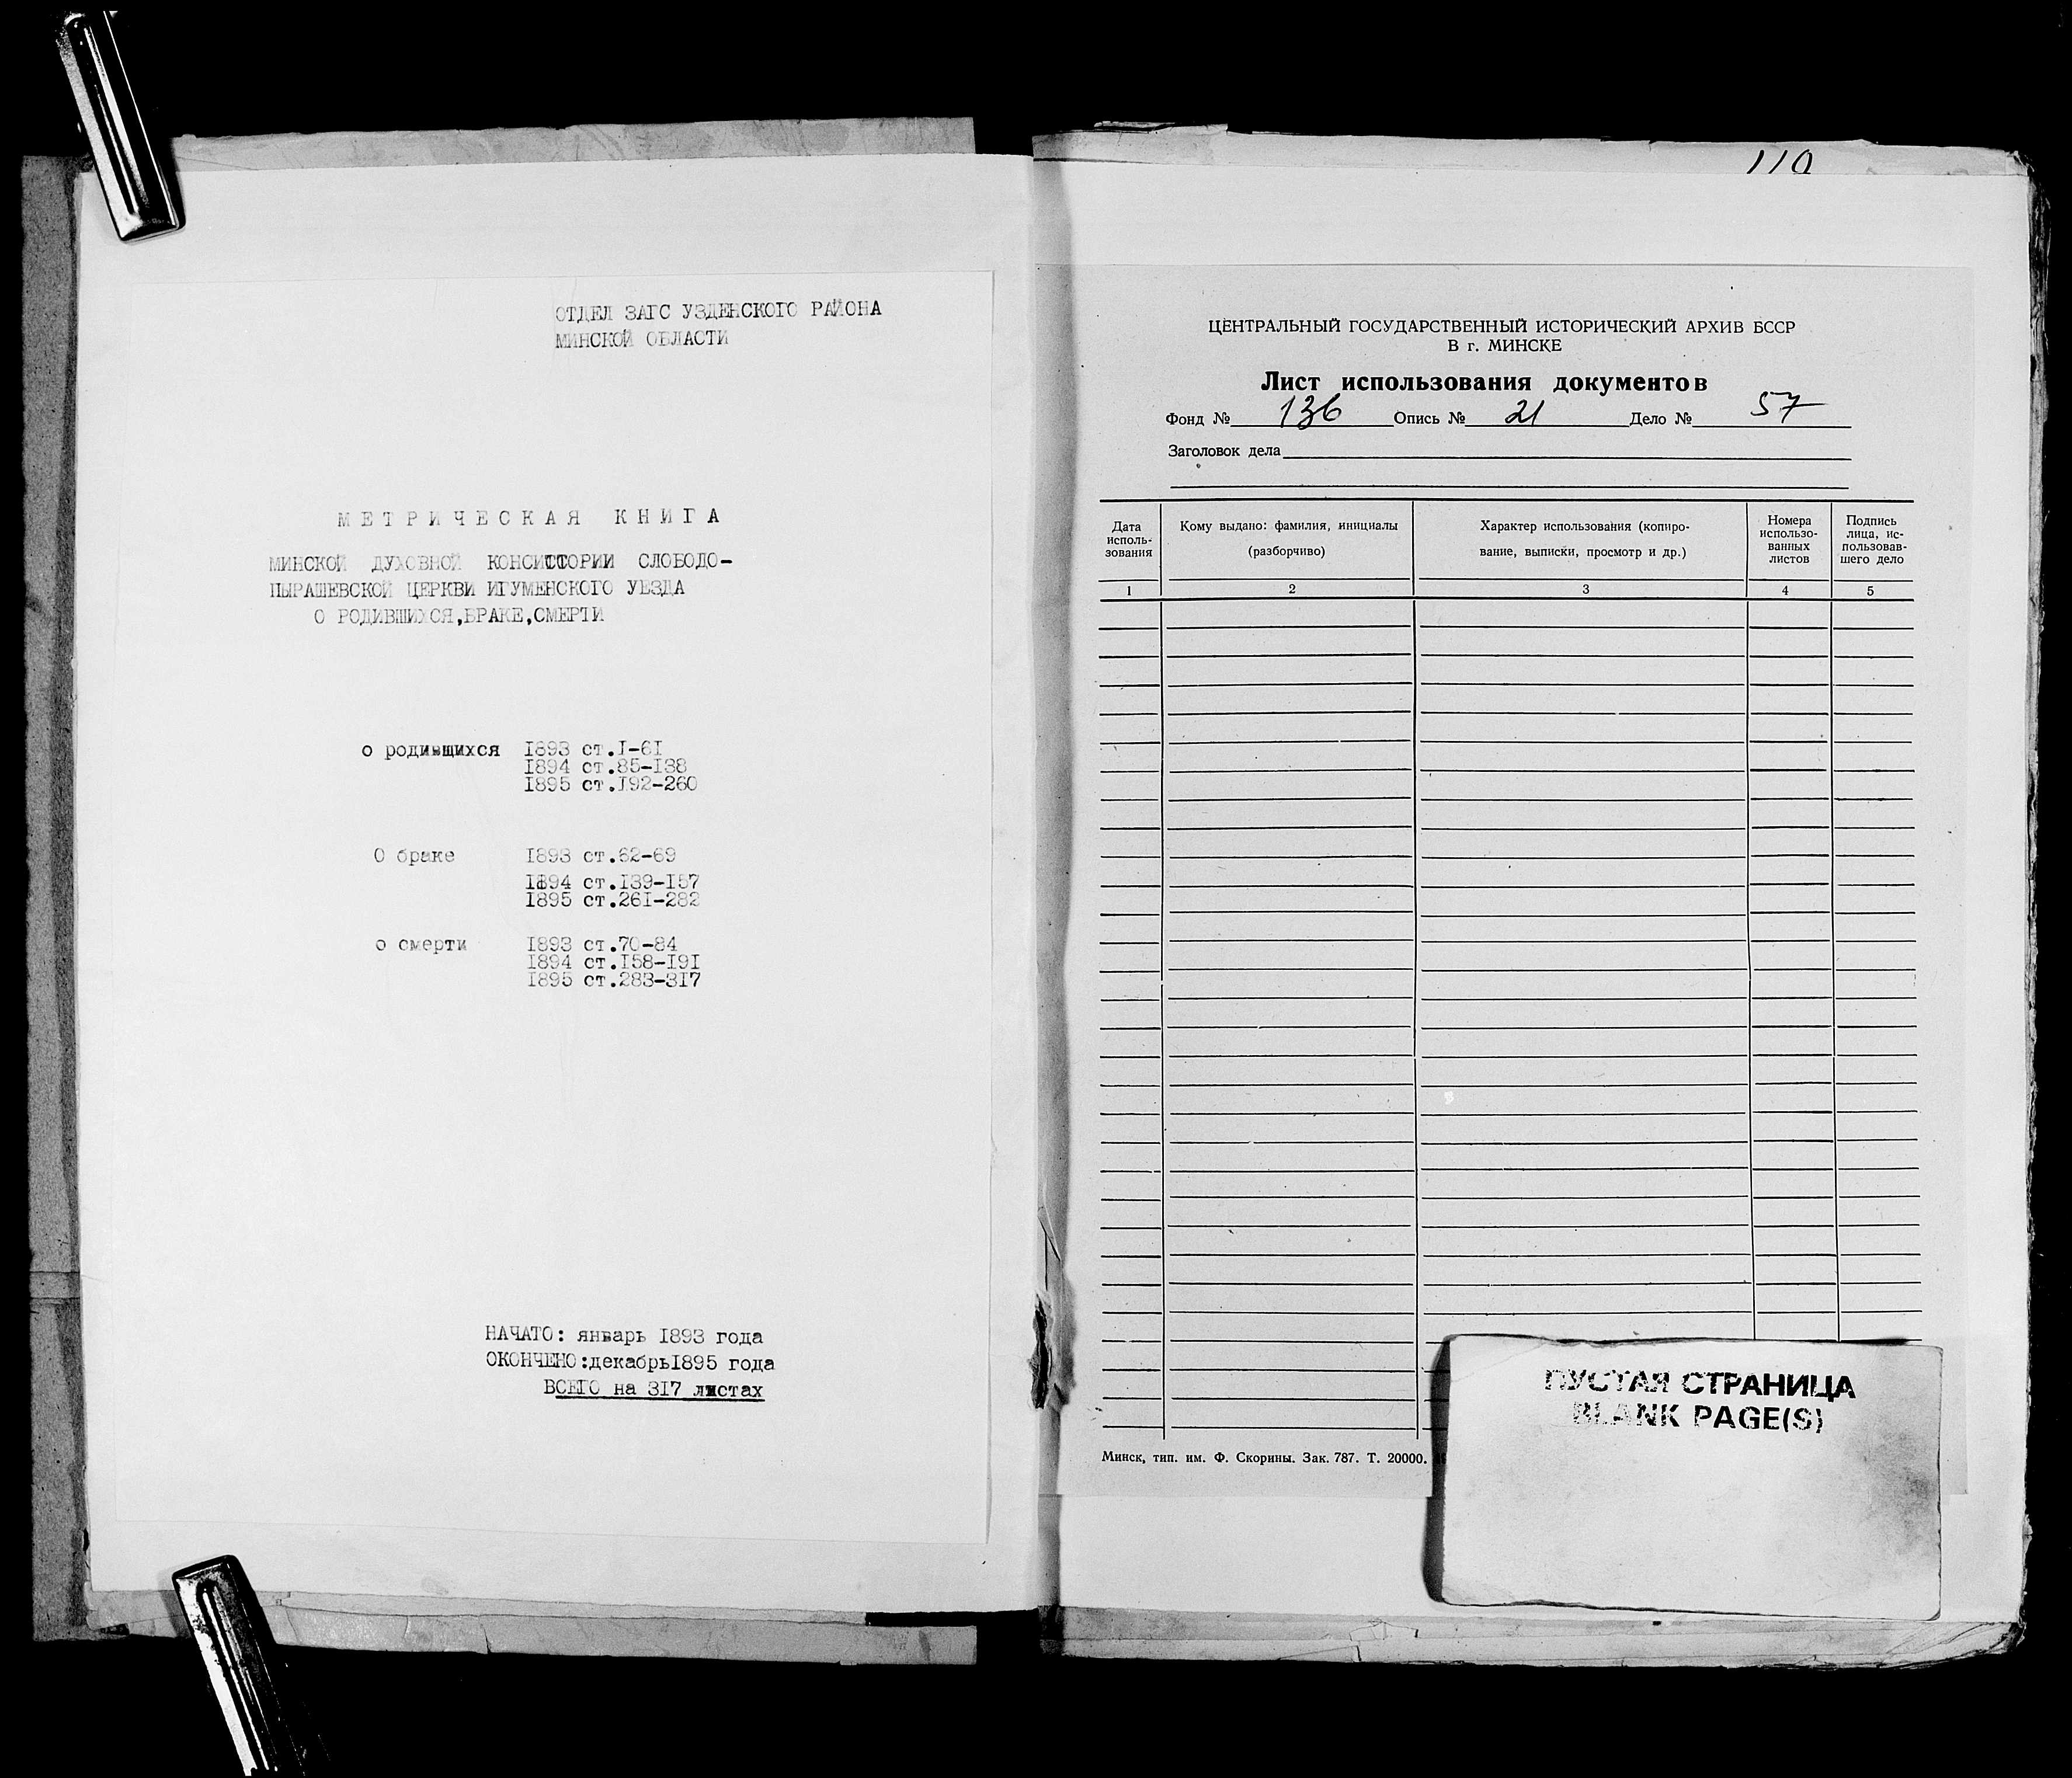 ОТДЕЛ ЗАГС УЗДЕНСКОГО РАЙОНА
МИНСКОЙ ОБЛАСТИ
МЕТРИЧЕСКАЯ КНИГА
МИНСКОЙ ДУХОВНОЙ КОНСИСТОРИИ СЛОБОДО-
ПЫРАШЕВСКОЙ ЦЕРКВИ ИГУМЕНСКОГО УЕЗДА
О РОДИВШИХСЯ,БРАКЕ,СМЕРТИ
о родившихся 1893 ст.1-61
1894 ст.85-138
1895 ст.192-260
О браке 1893 ст.62-69
1894 ст.139-157
1895 ст.261-282
о смерти 1893 ст.70-84
1894 ст.158-191
1895 ст.283-317
НАЧАТО: январь 1893 года
ОКОНЧЕНО:декабрь1895 года
ВСЕГО на 317 листах
110
ЦЕНТРАЛЬНЫЙ ГОСУДАРСТВЕННЫЙ ИСТОРИЧЕСКИЙ АРХИВ БССР
В г. МИНСКЕ
Лист использования документов
Фонд № 136 Опись № 21 Дело № 57
Заголовок дела
Дата исполь-зования
Кому выдано: фамилия, инициалы (разборчиво)
Характер использования (копиро-вание, выписки, просмотр и др.)
Номера использо-ванных листов
Подпись лица, ис-пользовав-шего дело
1 2 3 4 5
Минск, тип. им. Ф. Скорины. Зак. 787. Т. 20000.
ПУСТАЯ СТРАНИЦА
BLANK PAGE(S)